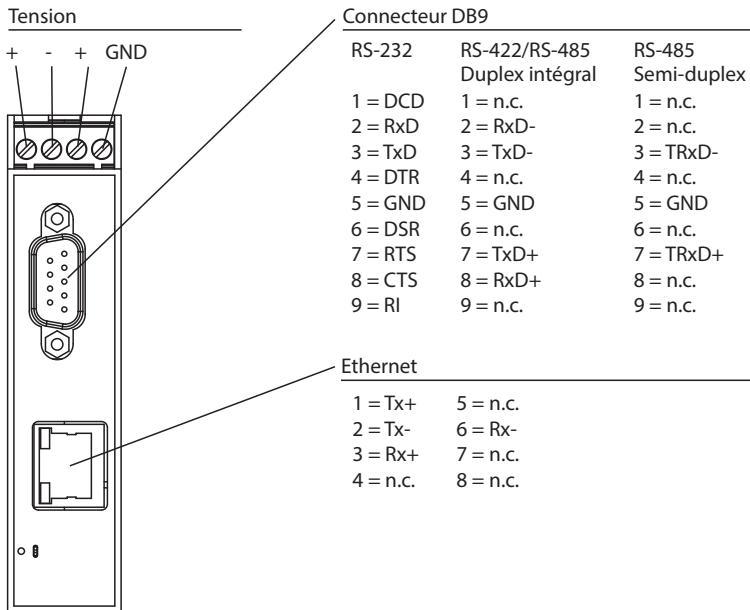 Tension
+ - + GND
Connecteur DB9
RS-232 RS-422/RS-485 RS-485
Duplex intégral Semi-duplex
1 = DCD 1 = n.c. 1 = n.c.
2 = RxD 2 = RxD- 2 = n.c.
3 = TxD 3 = TxD- 3 = TRxD-
4 = DTR 4 = n.c. 4 = n.c.
5 = GND 5 = GND 5 = GND
6 = DSR 6 = n.c. 6 = n.c.
7 = RTS 7 = TxD+ 7 = TRxD+
8 = CTS 8 = RxD+ 8 = n.c.
9 = RI 9 = n.c. 9 = n.c.
Ethernet
1 = Tx+ 5 = n.c.
2 = Tx- 6 = Rx-
3 = Rx+ 7 = n.c.
4 = n.c. 8 = n.c.